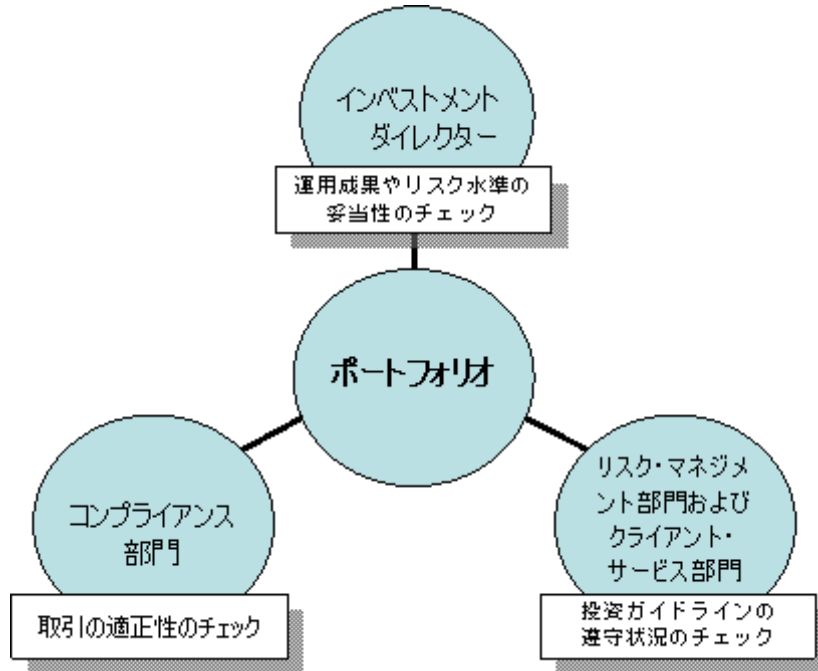 インベストメント
ダイレクター
運用成果やリスク水準の
妥当性のチェック
ポートフォリオ
コンプライアンス
部門
取引の適正性のチェック
リスク・マネジメ
ント部門および
クライアント・
サービス部門
投資ガイドラインの
遵守状況のチェック